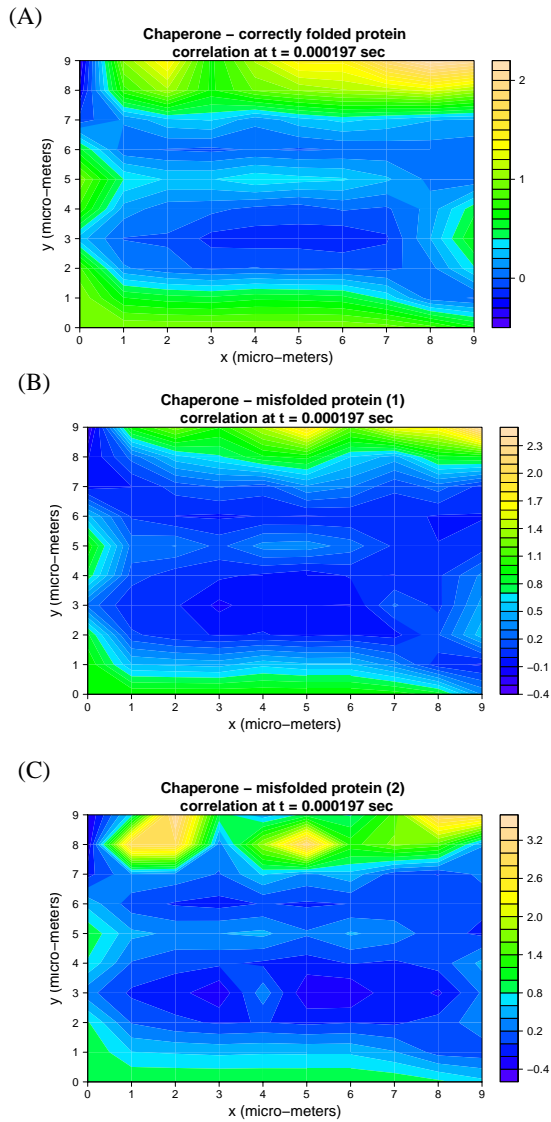 (A)
Chaperone − correctly folded protein
correlation at t = 0.000197 sec
9
8
7
6
5
4
3
2
1
0
y (micro−meters)
0 1 2 3 4 5 6 7 8 9
x (micro−meters)
2
1
0
(B)
Chaperone − misfolded protein (1)
correlation at t = 0.000197 sec
9
8
7
6
5
4
3
2
1
0
y (micro−meters)
0 1 2 3 4 5 6 7 8 9
x (micro−meters)
2.3
2.0
1.7
1.4
1.1
0.8
0.5
0.2
−0.1
−0.4
(C)
Chaperone − misfolded protein (2)
correlation at t = 0.000197 sec
9
8
7
6
5
4
3
2
1
0
y (micro−meters)
0 1 2 3 4 5 6 7 8 9
x (micro−meters)
3.2
2.8
2.4
2.0
1.6
1.2
0.8
0.4
0.0
−0.4